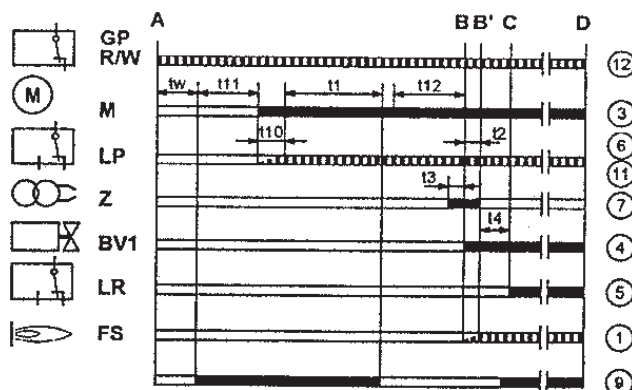 A B B' C D
GP
R/W 12
tw t11 t1 t12
M M 3
t10 t2 6
LP 11
t3
Z 7
t4
BV1 4
LR 5
FS 1
9